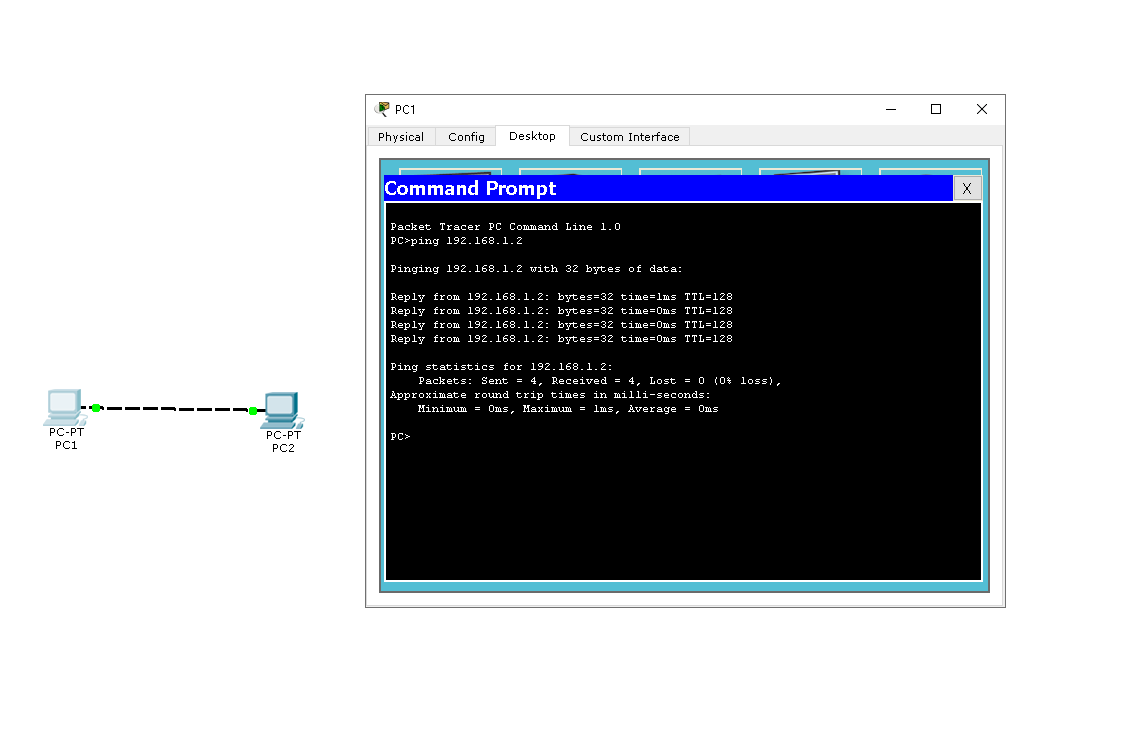 PC1
Physical
Config
Desktop
Custom Interface
Command Prompt
X
Packet Tracer PC Command Line 1.0
PC>ping 192.168.1.2
Pinging 192.168.1.2 with 32 bytes of data:
Reply from 192.168.1.2: bytes=32 time=1ms TTL=128
Reply from 192.168.1.2: bytes=32 time=0ms TTL=128
Reply from 192.168.1.2: bytes=32 time=0ms TTL=128
Reply from 192.168.1.2: bytes=32 time=0ms TTL=128
Ping statistics for 192.168.1.2:
Packets: Sent = 4, Received = 4, Lost = 0 (0% loss),
Approximate round trip times in milli-seconds:
Minimum = 0ms, Maximum = 1ms, Average = 0ms
PC>
PC-PT
PC1
PC-PT
PC2